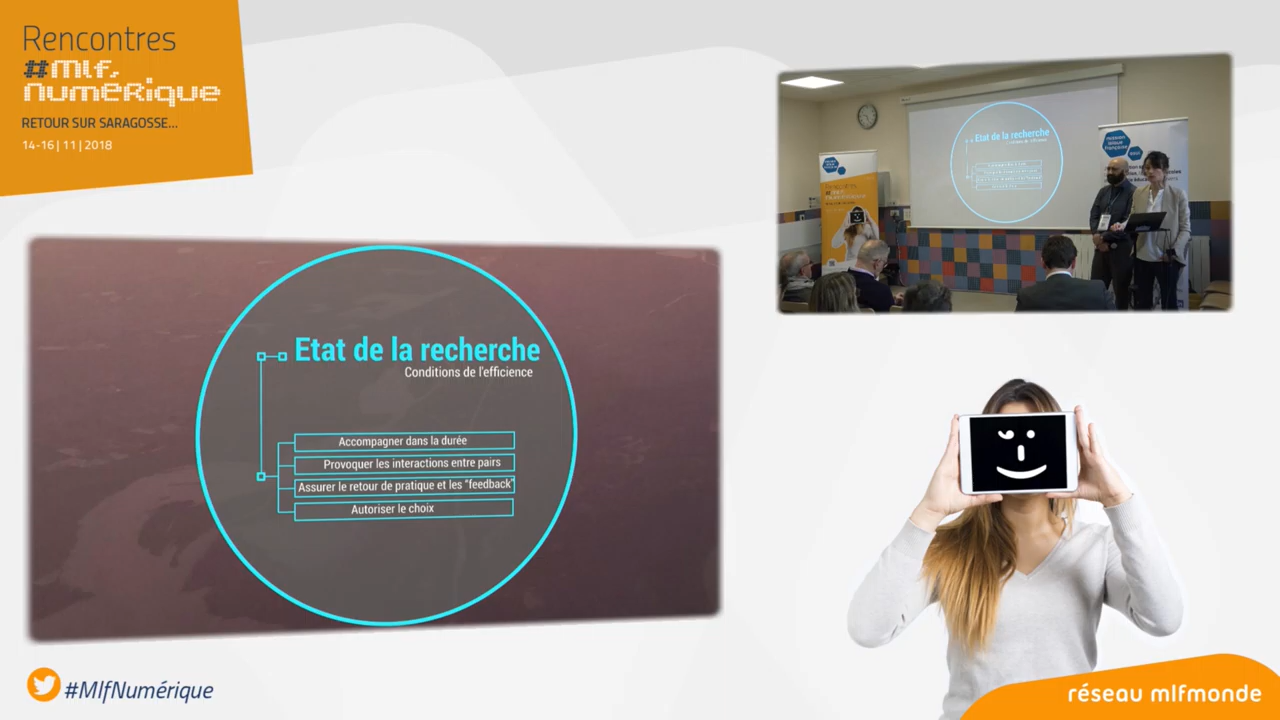 Rencontres
#mlf.
numérique
RETOUR SUR SARAGOSSE...
14-16 | 11 | 2018
Etat de la recherche
Conditions de l'efficience
Accompagner dans la durée
Provoquer les interactions entre pairs
Assurer le retour de pratique et les "feedback"
Autoriser le choix
Etat de la recherche
Rencontres
#MlfNumérique
réseau mlfmonde